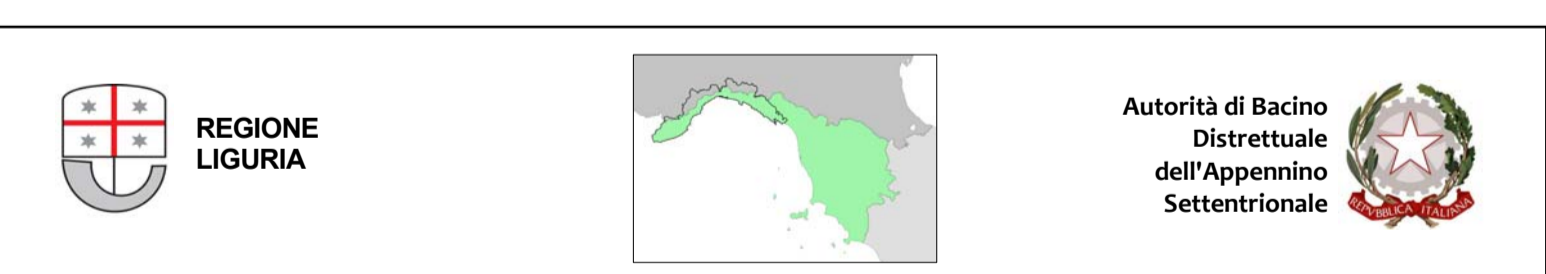 REGIONE
LIGURIA
Autorità di Bacino
Distrettuale
dell'Appennino
Settentrionale
REPVBBLICA ITALIANA